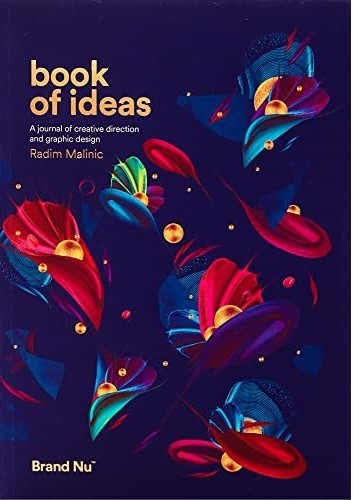 book
of ideas
A journal of creative direction
and graphic design
Radim Malinic
Brand Nu™